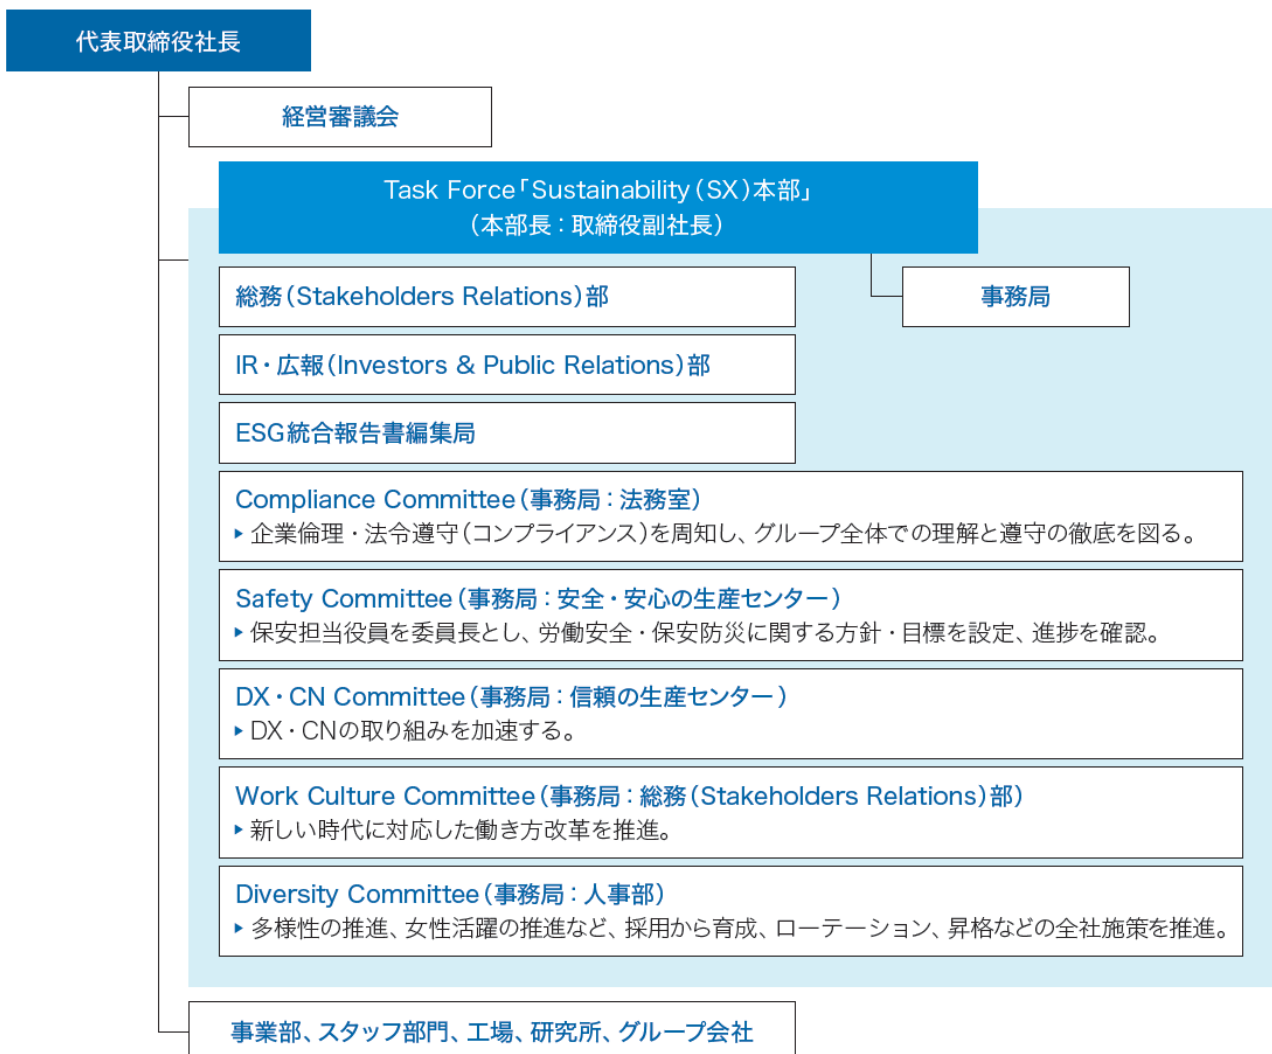 代表取締役社長
経営審議会
Task Force「Sustainability（SX）本部」
（本部長：取締役副社長）
総務（Stakeholders Relations）部
事務局
IR・広報（Investors & Public Relations）部
ESG統合報告書編集局
Compliance Committee（事務局：法務室）
▸ 企業倫理・法令遵守（コンプライアンス）を周知し、グループ全体での理解と遵守の徹底を図る。
Safety Committee（事務局：安全・安心の生産センター）
▸ 保安担当役員を委員長とし、労働安全・保安防災に関する方針・目標を設定、進捗を確認。
DX・CN Committee（事務局：信頼の生産センター）
▸ DX・CNの取り組みを加速する。
Work Culture Committee（事務局：総務（Stakeholders Relations）部）
▸ 新しい時代に対応した働き方改革を推進。
Diversity Committee（事務局：人事部）
▸ 多様性の推進、女性活躍の推進など、採用から育成、ローテーション、昇格などの全社施策を推進。
事業部、スタッフ部門、工場、研究所、グループ会社